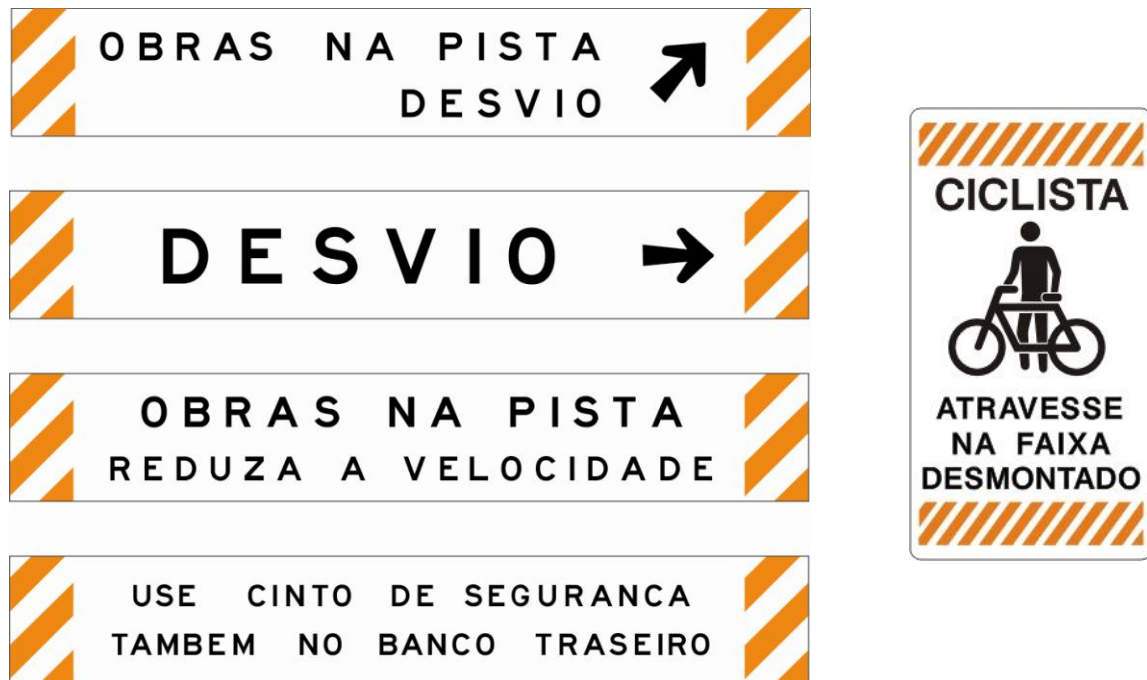 OBRAS NA PISTA
DESVIO
DESVIO
OBRAS NA PISTA
REDUZA A VELOCIDADE
USE CINTO DE SEGURANCA
TAMBEM NO BANCO TRASEIRO
CICLISTA
ATRAVESSE
NA FAIXA
DESMONTADO